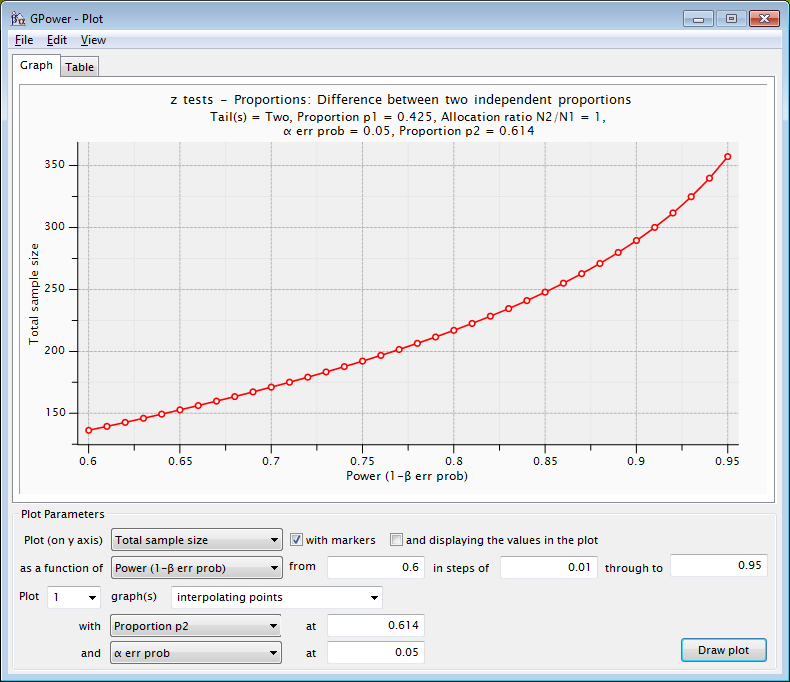 GPower - Plot
File Edit View
Graph Table
z tests - Proportions: Difference between two independent proportions
Tail(s) = Two, Proportion p1 = 0.425, Allocation ratio N2/N1 = 1,
α err prob = 0.05, Proportion p2 = 0.614
Total sample size
350
300
250
200
150
0.6 0.65 0.7 0.75 0.8 0.85 0.9 0.95
Power (1-β err prob)
Plot Parameters
Plot (on y axis) Total sample size with markers and displaying the values in the plot
as a function of Power (1-β err prob) from 0.6 in steps of 0.01 through to 0.95
Plot 1 graph(s) interpolating points
with Proportion p2 at 0.614
and α err prob at 0.05
Draw plot